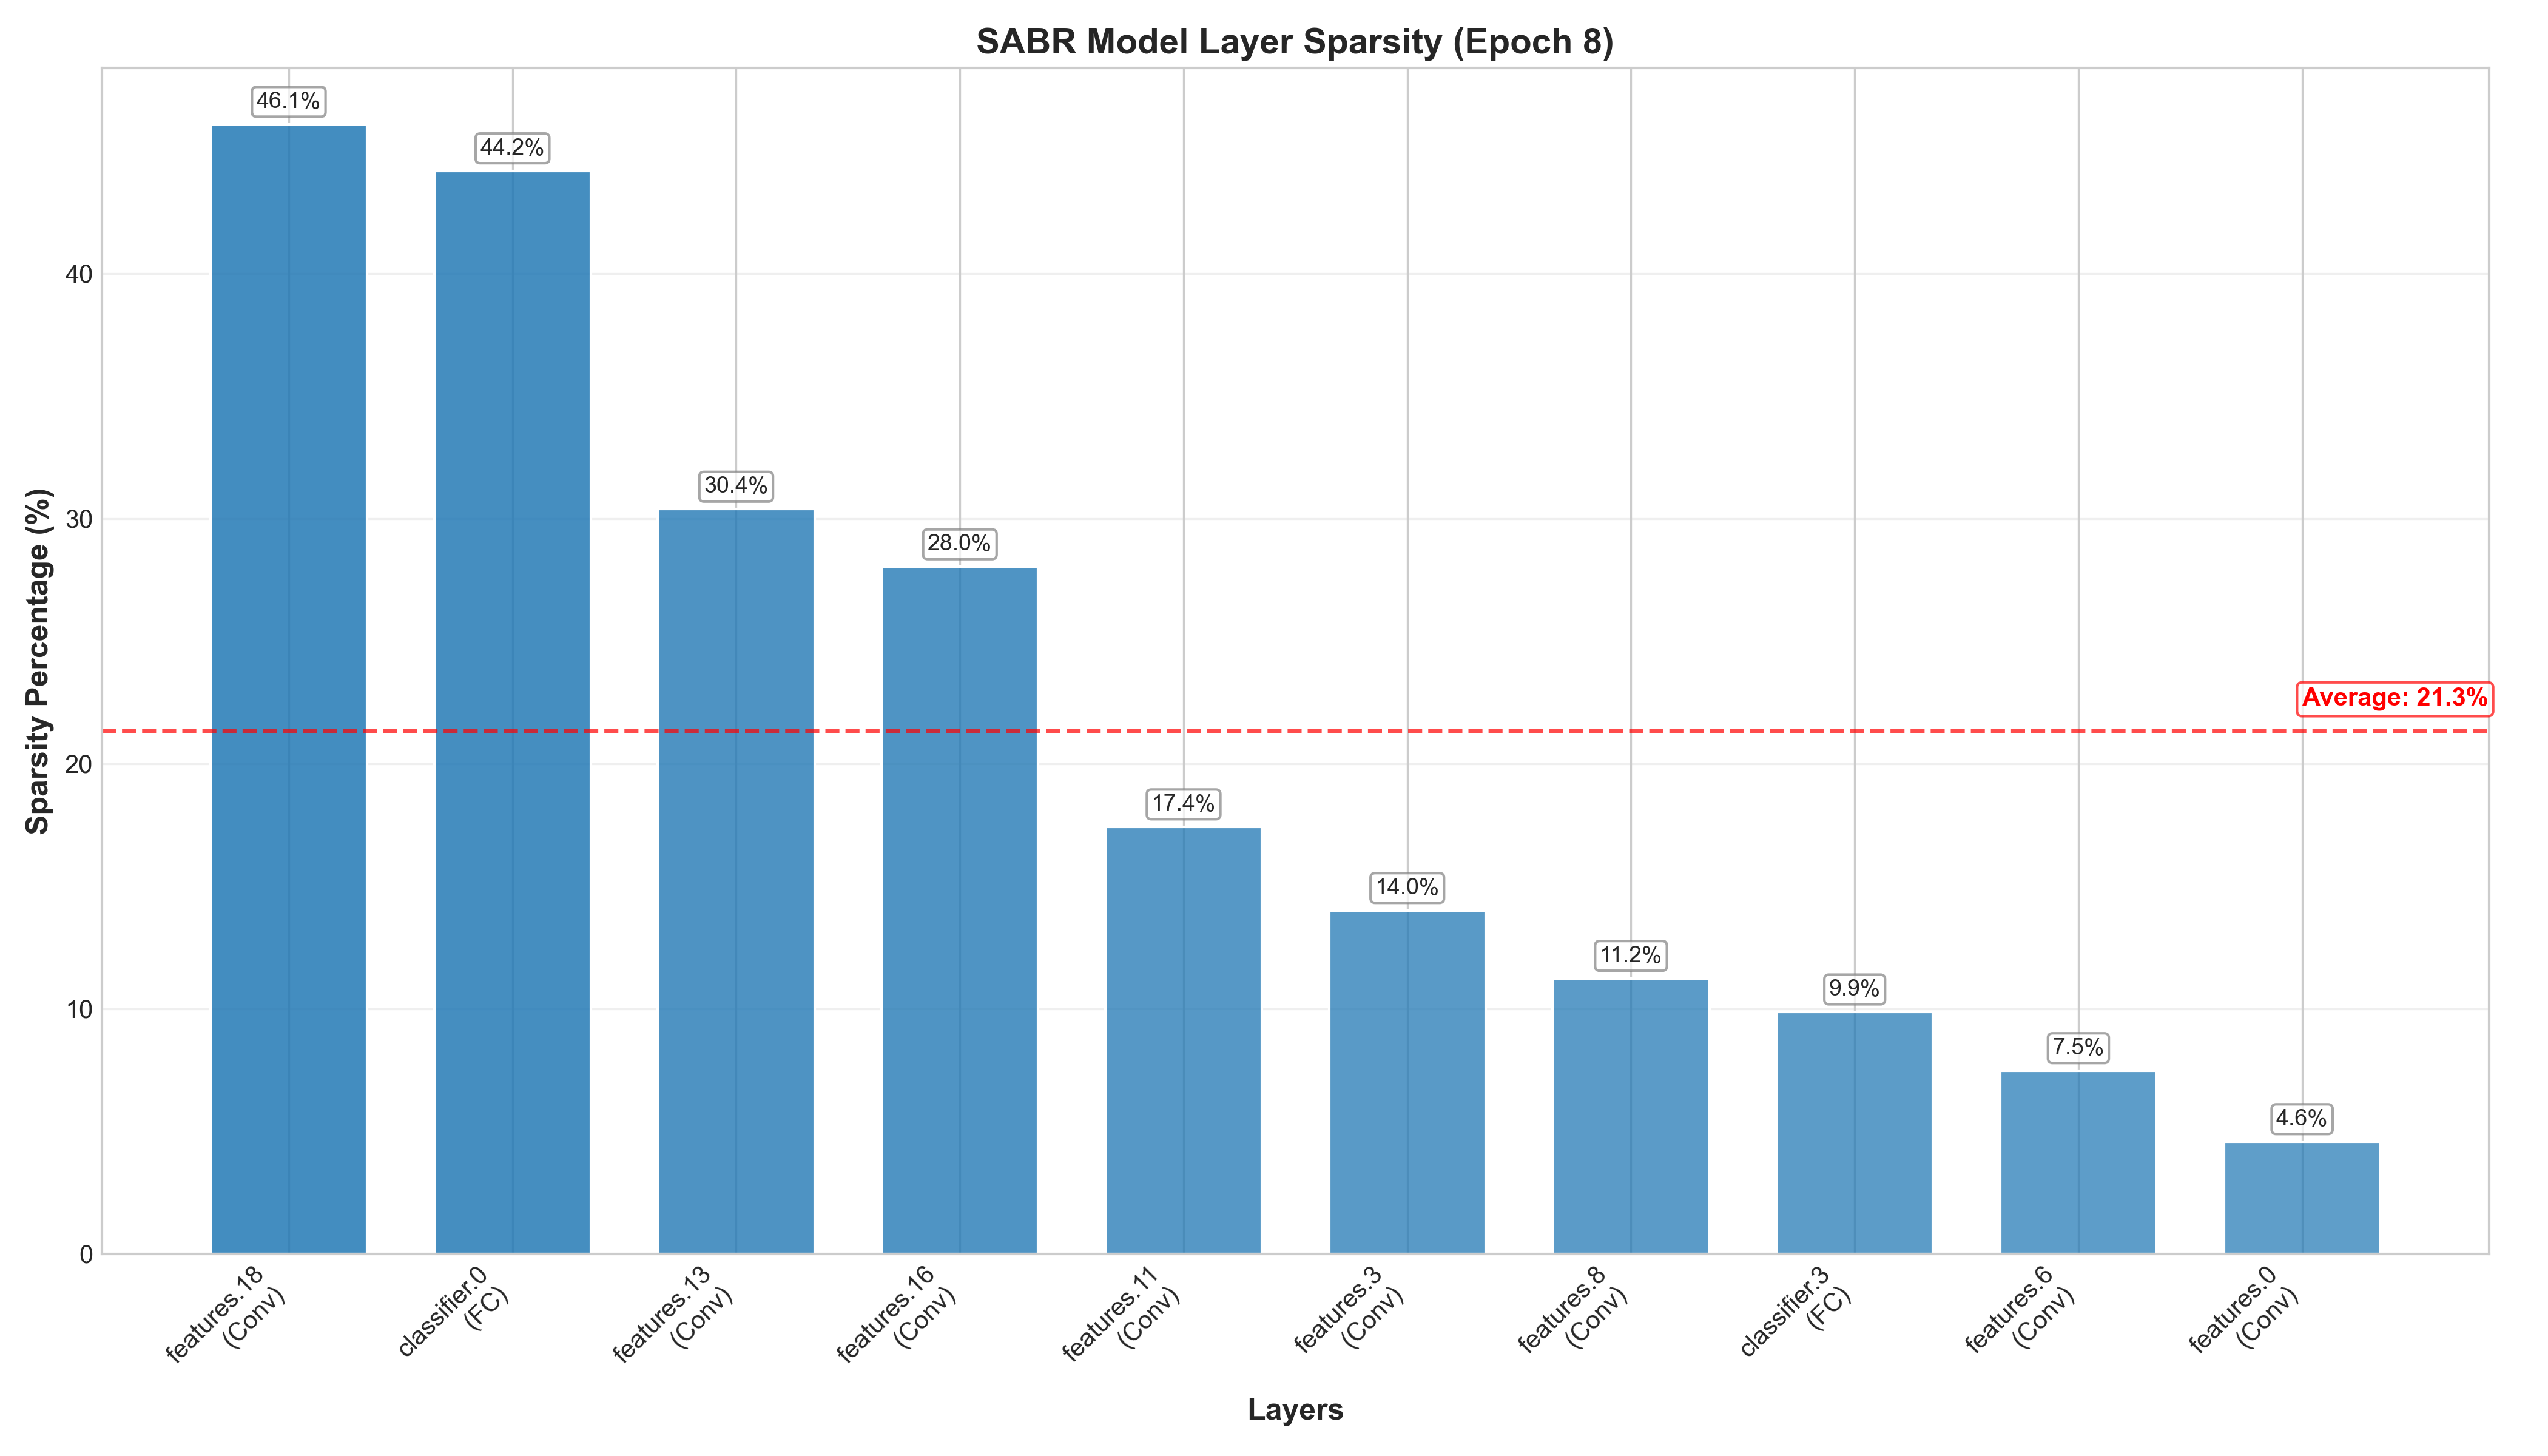 SABR Model Layer Sparsity (Epoch 8)
Sparsity Percentage (%)
40
30
20
10
0
46.1%
44.2%
30.4%
28.0%
17.4%
14.0%
11.2%
9.9%
7.5%
4.6%
Average: 21.3%
features.18
(Conv)
classifier.0
(FC)
features.13
(Conv)
features.16
(Conv)
features.11
(Conv)
features.3
(Conv)
features.8
(Conv)
classifier.3
(FC)
features.6
(Conv)
features.0
(Conv)
Layers